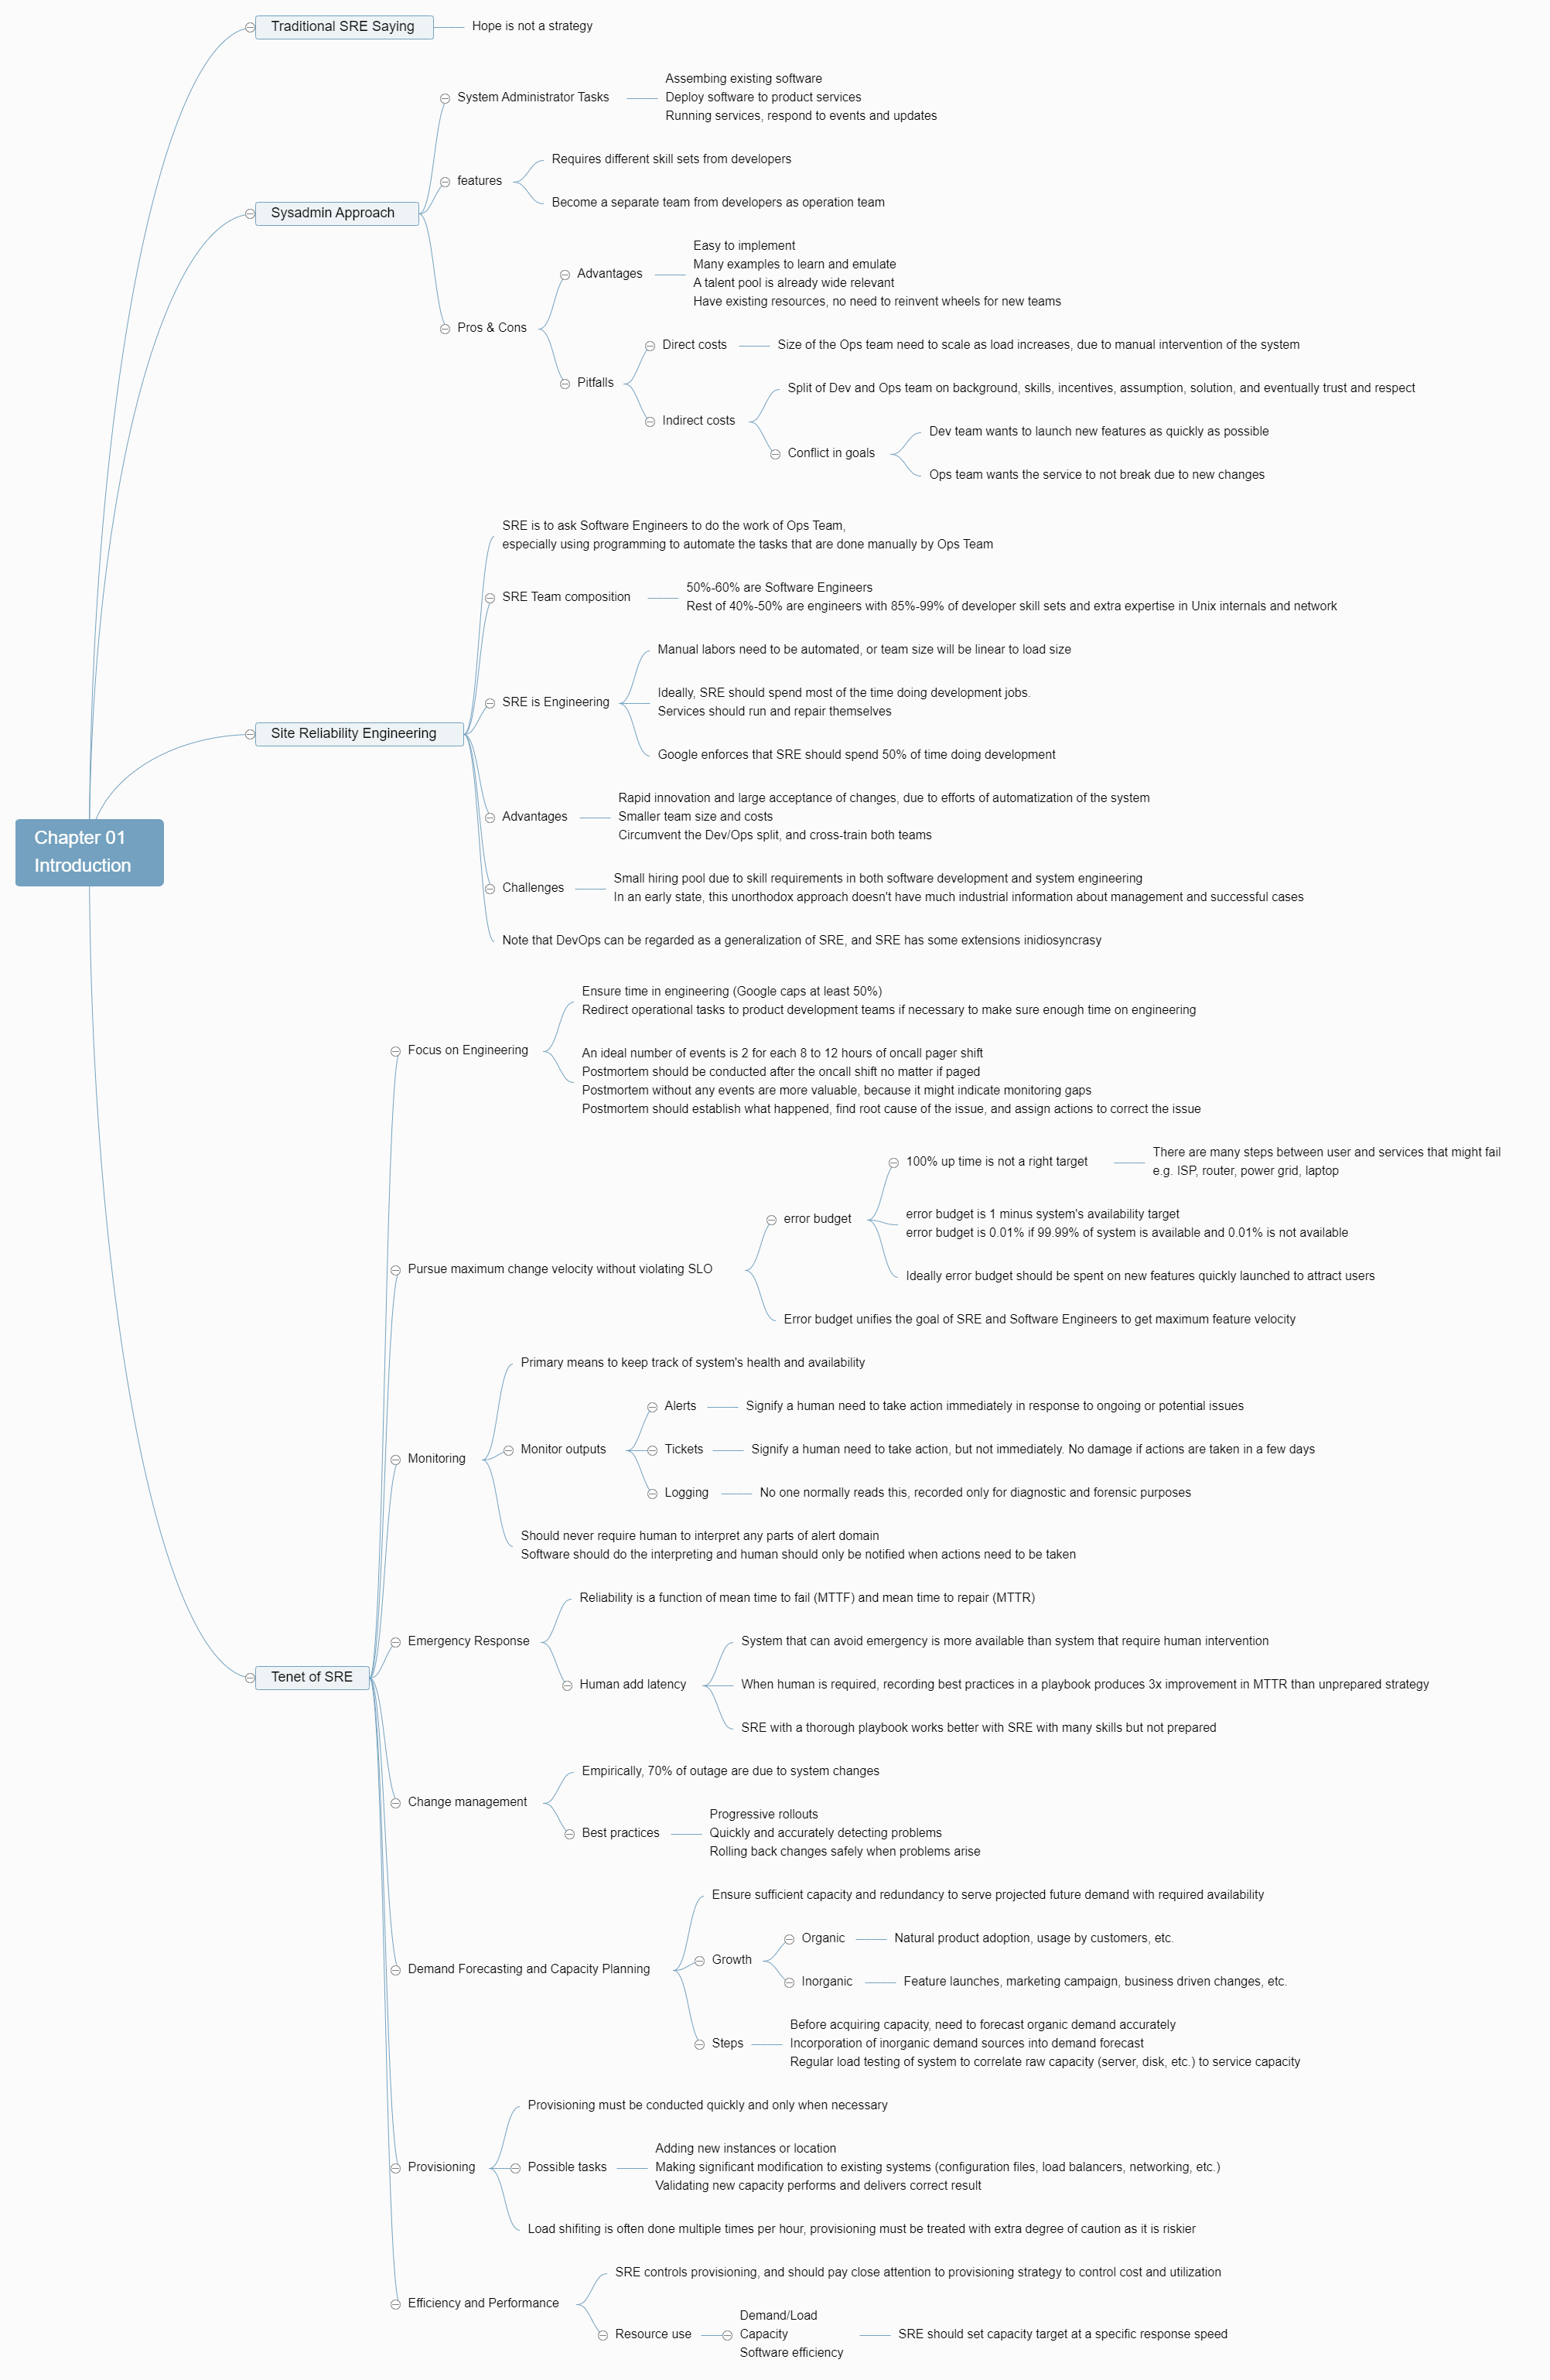 Traditional SRE Saying
Hope is not a strategy
Sysadmin Approach
System Administrator Tasks
Assembing existing software
Deploy software to product services
Running services, respond to events and updates
features
Requires different skill sets from developers
Become a separate team from developers as operation team
Pros & Cons
Advantages
Easy to implement
Many examples to learn and emulate
A talent pool is already wide relevant
Have existing resources, no need to reinvent wheels for new teams
Pitfalls
Direct costs
Size of the Ops team need to scale as load increases, due to manual intervention of the system
Indirect costs
Split of Dev and Ops team on background, skills, incentives, assumption, solution, and eventually trust and respect
Conflict in goals
Dev team wants to launch new features as quickly as possible
Ops team wants the service to not break due to new changes
Chapter 01
Introduction
Site Reliability Engineering
SRE is to ask Software Engineers to do the work of Ops Team,
especially using programming to automate the tasks that are done manually by Ops Team
SRE Team composition
50%-60% are Software Engineers
Rest of 40%-50% are engineers with 85%-99% of developer skill sets and extra expertise in Unix internals and network
SRE is Engineering
Manual labors need to be automated, or team size will be linear to load size
Ideally, SRE should spend most of the time doing development jobs.
Services should run and repair themselves
Google enforces that SRE should spend 50% of time doing development
Advantages
Rapid innovation and large acceptance of changes, due to efforts of automatization of the system
Smaller team size and costs
Circumvent the Dev/Ops split, and cross-train both teams
Challenges
Small hiring pool due to skill requirements in both software development and system engineering
In an early state, this unorthodox approach doesn't have much industrial information about management and successful cases
Note that DevOps can be regarded as a generalization of SRE, and SRE has some extensions inidiosyncrasy
Tenet of SRE
Focus on Engineering
Ensure time in engineering (Google caps at least 50%)
Redirect operational tasks to product development teams if necessary to make sure enough time on engineering
An ideal number of events is 2 for each 8 to 12 hours of oncall pager shift
Postmortem should be conducted after the oncall shift no matter if paged
Postmortem without any events are more valuable, because it might indicate monitoring gaps
Postmortem should establish what happened, find root cause of the issue, and assign actions to correct the issue
Pursue maximum change velocity without violating SLO
error budget
100% up time is not a right target
There are many steps between user and services that might fail
e.g. ISP, router, power grid, laptop
error budget is 1 minus system's availability target
error budget is 0.01% if 99.99% of system is available and 0.01% is not available
Ideally error budget should be spent on new features quickly launched to attract users
Error budget unifies the goal of SRE and Software Engineers to get maximum feature velocity
Monitoring
Primary means to keep track of system's health and availability
Monitor outputs
Alerts
Signify a human need to take action immediately in response to ongoing or potential issues
Tickets
Signify a human need to take action, but not immediately. No damage if actions are taken in a few days
Logging
No one normally reads this, recorded only for diagnostic and forensic purposes
Should never require human to interpret any parts of alert domain
Software should do the interpreting and human should only be notified when actions need to be taken
Emergency Response
Reliability is a function of mean time to fail (MTTF) and mean time to repair (MTTR)
Human add latency
System that can avoid emergency is more available than system that require human intervention
When human is required, recording best practices in a playbook produces 3x improvement in MTTR than unprepared strategy
SRE with a thorough playbook works better with SRE with many skills but not prepared
Change management
Empirically, 70% of outage are due to system changes
Best practices
Progressive rollouts
Quickly and accurately detecting problems
Rolling back changes safely when problems arise
Demand Forecasting and Capacity Planning
Ensure sufficient capacity and redundancy to serve projected future demand with required availability
Growth
Organic
Natural product adoption, usage by customers, etc.
Inorganic
Feature launches, marketing campaign, business driven changes, etc.
Steps
Before acquiring capacity, need to forecast organic demand accurately
Incorporation of inorganic demand sources into demand forecast
Regular load testing of system to correlate raw capacity (server, disk, etc.) to service capacity
Provisioning
Provisioning must be conducted quickly and only when necessary
Possible tasks
Adding new instances or location
Making significant modification to existing systems (configuration files, load balancers, networking, etc.)
Validating new capacity performs and delivers correct result
Load shifiting is often done multiple times per hour, provisioning must be treated with extra degree of caution as it is riskier
Efficiency and Performance
SRE controls provisioning, and should pay close attention to provisioning strategy to control cost and utilization
Resource use
Demand/Load
Capacity
Software efficiency
SRE should set capacity target at a specific response speed